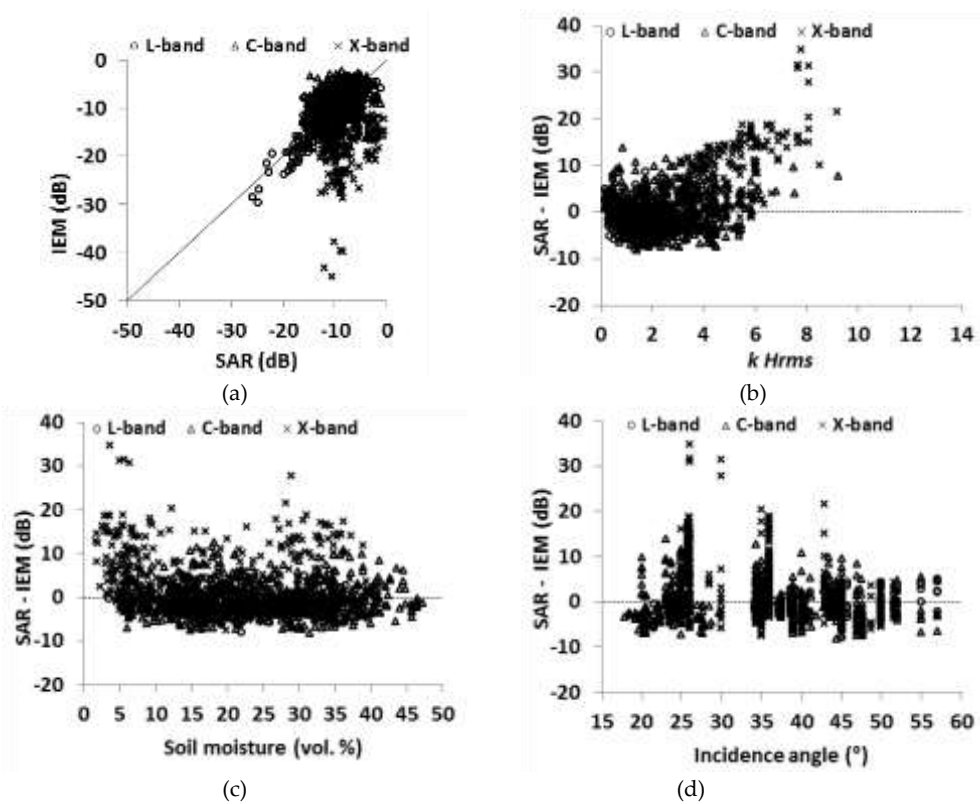 L-band C-band X-band
0
-10
-20
-30
-40
-50
IEM (dB)
-50 -40 -30 -20 -10 0
SAR (dB)
(a)
40
30
20
10
0
-10
-20
SAR - IEM (dB)
L-band C-band X-band
0 2 4 6 8 10 12 14
k Hrms
(b)
40
30
20
10
0
-10
-20
SAR - IEM (dB)
L-band C-band X-band
0 5 10 15 20 25 30 35 40 45 50
Soil moisture (vol. %)
(c)
40
30
20
10
0
-10
-20
SAR - IEM (dB)
L-band C-band X-band
15 20 25 30 35 40 45 50 55 60
Incidence angle (°)
(d)